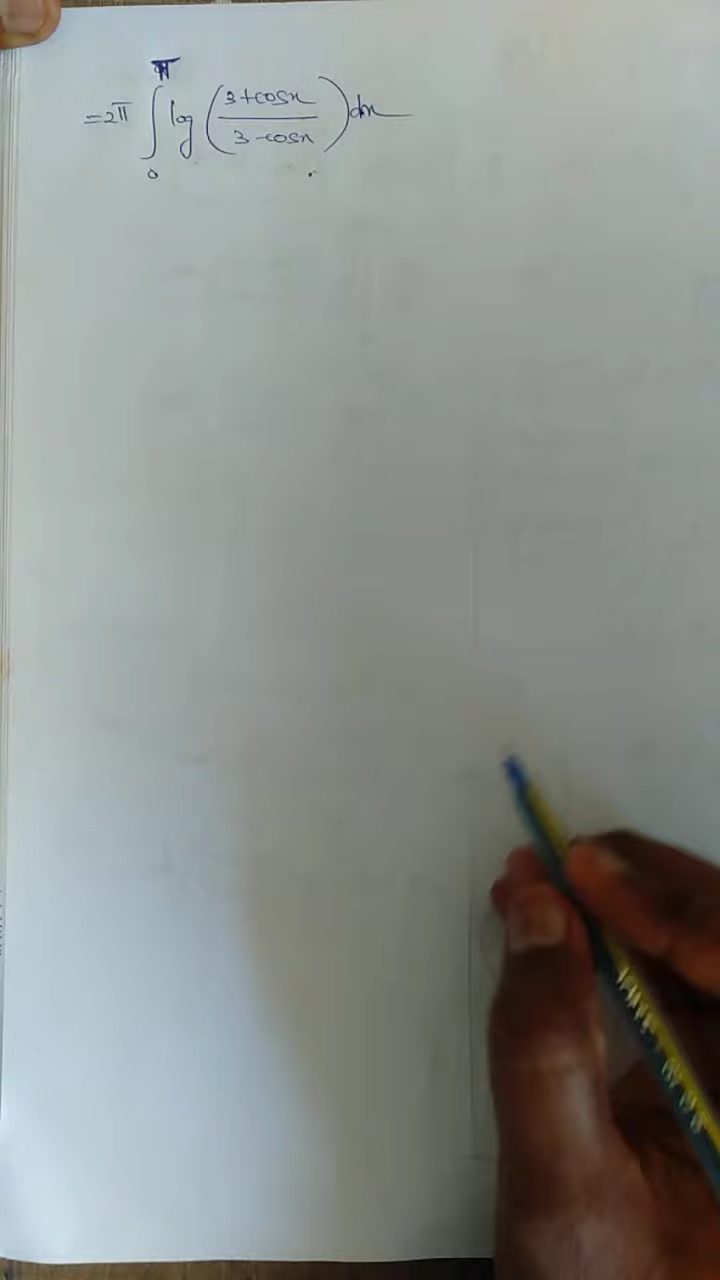 = 2π ∫₀^π log (3+cosx / 3-cosx) dx